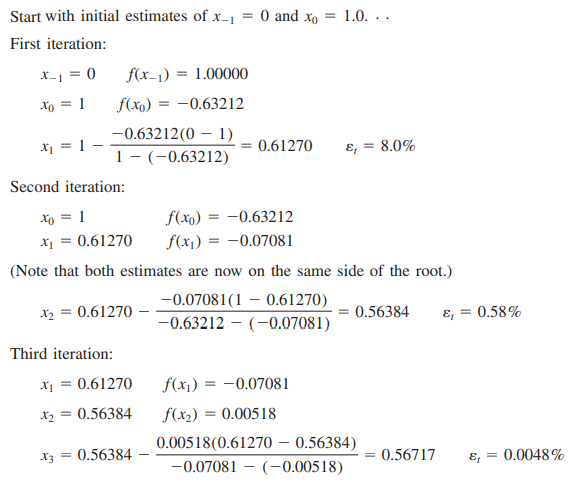 Start with initial estimates of x₋₁ = 0 and x₀ = 1.0. . .
First iteration:
x₋₁ = 0 f(x₋₁) = 1.00000
x₀ = 1 f(x₀) = −0.63212
x₁ = 1 − −0.63212(0 − 1) / 1 − (−0.63212) = 0.61270 εₜ = 8.0%
Second iteration:
x₀ = 1 f(x₀) = −0.63212
x₁ = 0.61270 f(x₁) = −0.07081
(Note that both estimates are now on the same side of the root.)
x₂ = 0.61270 − −0.07081(1 − 0.61270) / −0.63212 − (−0.07081) = 0.56384 εₜ = 0.58%
Third iteration:
x₁ = 0.61270 f(x₁) = −0.07081
x₂ = 0.56384 f(x₂) = 0.00518
x₃ = 0.56384 − 0.00518(0.61270 − 0.56384) / −0.07081 − (−0.00518) = 0.56717 εₜ = 0.0048%